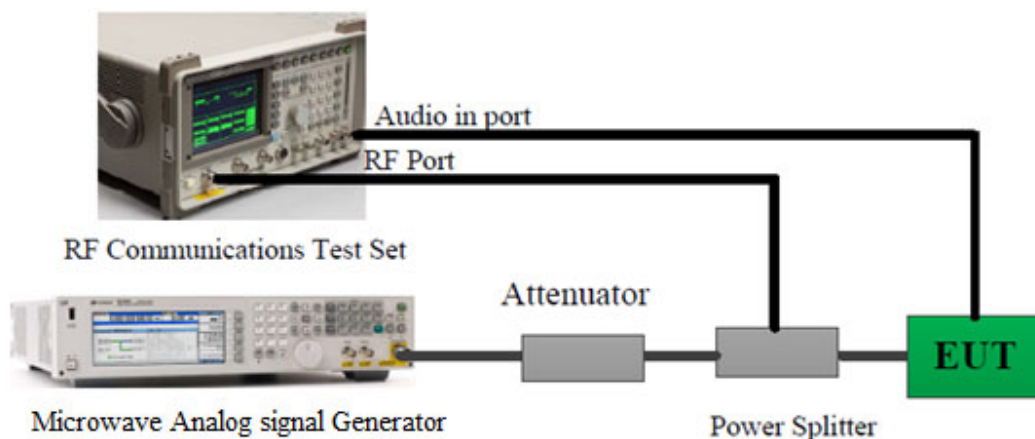 Audio in port
RF Port
RF Communications Test Set
Attenuator
EUT
Microwave Analog signal Generator
Power Splitter